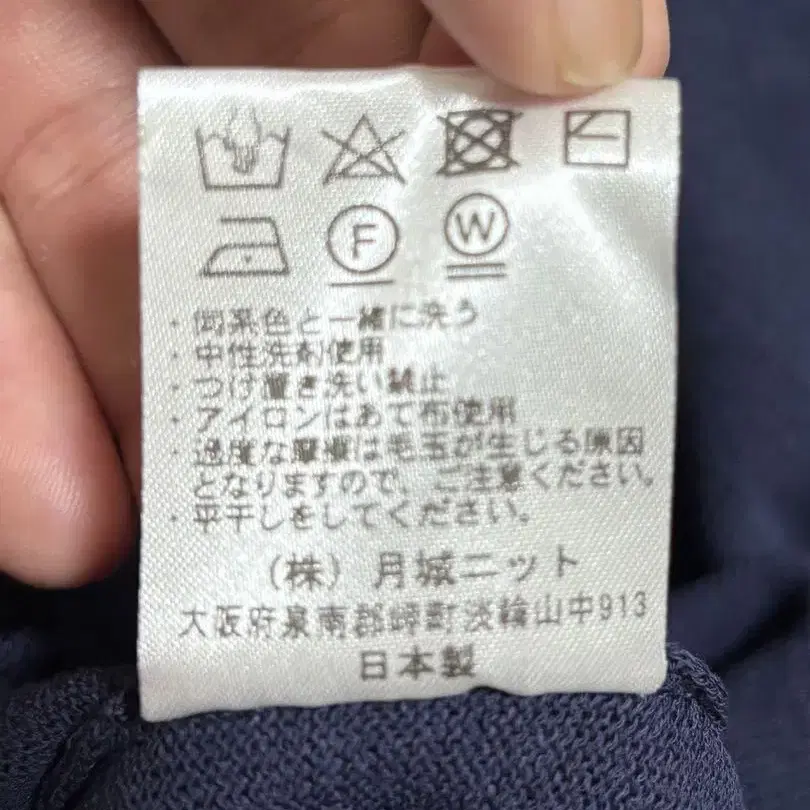 F W
・同系色と一緒に洗う
・中性洗剤使用
・つけ置き洗い禁止
・アイロンはあて布使用
・過度な摩擦は毛玉が生じる原因
となりますので、ご注意ください。
・平干しをしてください。
(株) 月城ニット
大阪府泉南郡岬町淡輪山中913
日本製